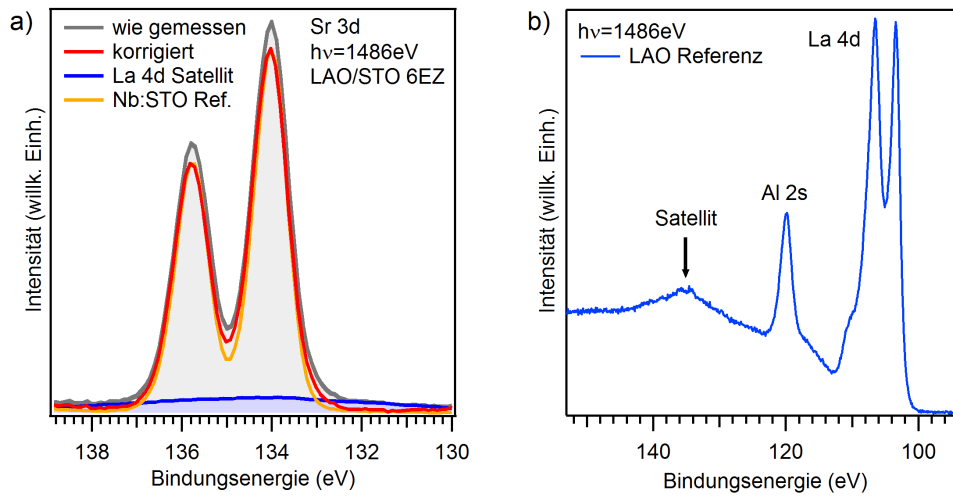 a)
wie gemessen
korrigiert
La 4d Satellit
Nb:STO Ref.
Sr 3d
hν=1486eV
LAO/STO 6EZ
Intensität (willk. Einh.)
138
136
134
132
130
Bindungsenergie (eV)
b)
hν=1486eV
LAO Referenz
La 4d
Al 2s
Satellit
Intensität (willk. Einh.)
140
120
100
Bindungsenergie (eV)